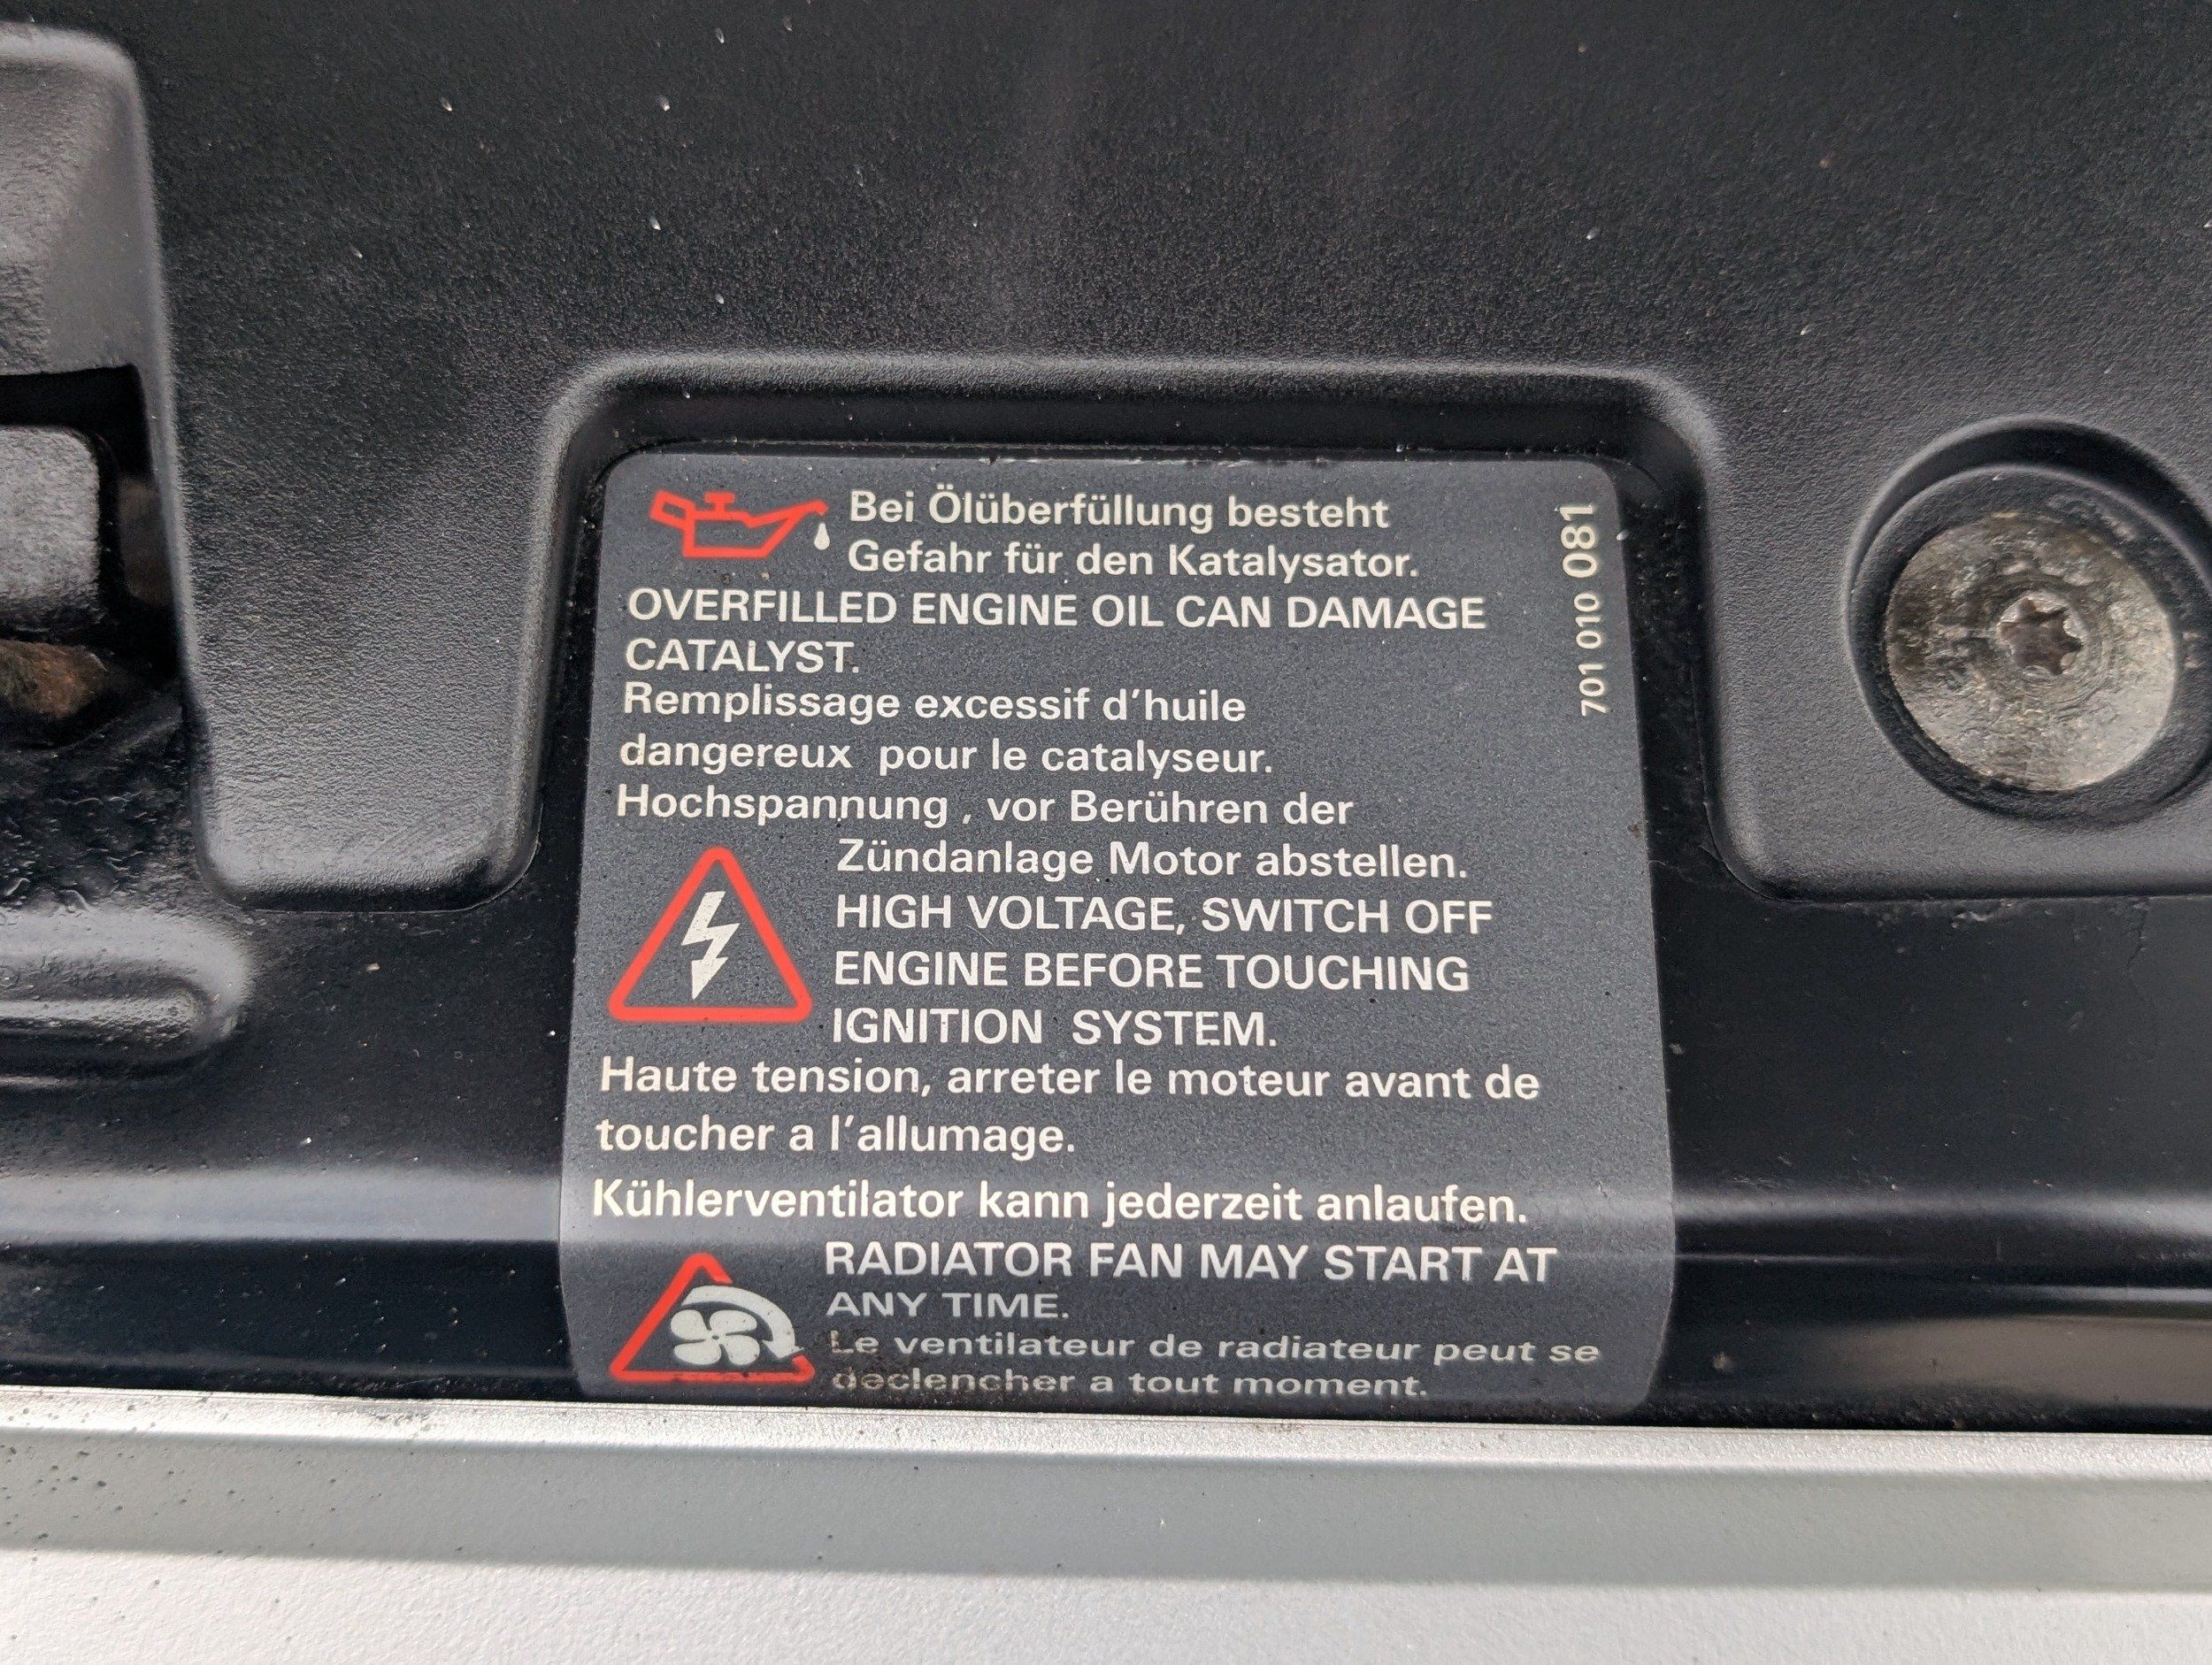 Bei Ölüberfüllung besteht
Gefahr für den Katalysator.
OVERFILLED ENGINE OIL CAN DAMAGE
CATALYST.
Remplissage excessif d'huile
dangereux pour le catalyseur.
Hochspannung , vor Berühren der
Zündanlage Motor abstellen.
HIGH VOLTAGE, SWITCH OFF
ENGINE BEFORE TOUCHING
IGNITION SYSTEM.
Haute tension, arreter le moteur avant de
toucher a l'allumage.
Kühlerventilator kann jederzeit anlaufen.
RADIATOR FAN MAY START AT
ANY TIME.
Le ventilateur de radiateur peut se
declencher a tout moment.
701 010 081